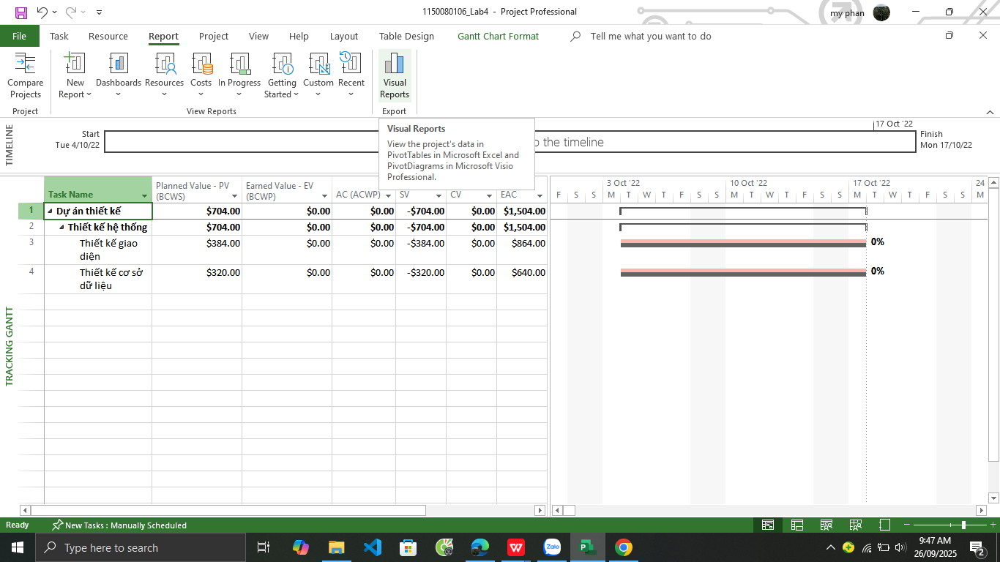 1150080106_Lab4 - Project Professional
my phan
File Task Resource Report Project View Help Layout Table Design Gantt Chart Format Tell me what you want to do
Compare Projects
New Report
Dashboards
Resources
Costs
In Progress
Getting Started
Custom
Recent
Visual Reports
Project
View Reports
Export
TIMELINE
Start
Tue 4/10/22
17 Oct '22
Finish
Mon 17/10/22
o the timeline
Visual Reports
View the project's data in
PivotTables in Microsoft Excel and
PivotDiagrams in Microsoft Visio
Professional.
Task Name
Planned Value - PV (BCWS)
Earned Value - EV (BCWP)
AC (ACWP)
SV
CV
EAC
3 Oct '22 10 Oct '22 17 Oct '22 24
F S S M T W T F S S M T W T F S S M T W T F S S M
1 Dự án thiết kế $704.00 $0.00 $0.00 -$704.00 $0.00 $1,504.00
2 Thiết kế hệ thống $704.00 $0.00 $0.00 -$704.00 $0.00 $1,504.00
3 Thiết kế giao diện $384.00 $0.00 $0.00 -$384.00 $0.00 $864.00
0%
4 Thiết kế cơ sở dữ liệu $320.00 $0.00 $0.00 -$320.00 $0.00 $640.00
0%
TRACKING GANTT
Ready New Tasks : Manually Scheduled
Type here to search
Zalo
9:47 AM
26/09/2025
2